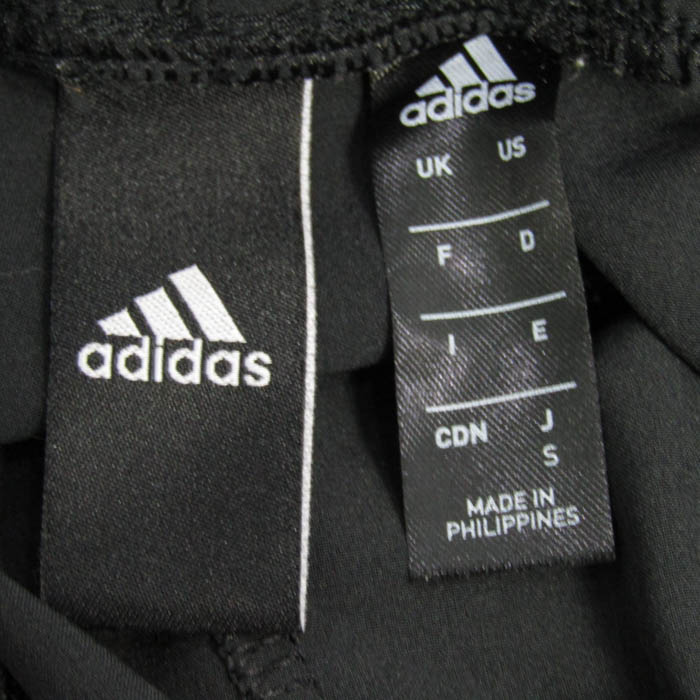 adidas
adidas
UK US
F D
I E
CDN J
S
MADE IN
PHILIPPINES